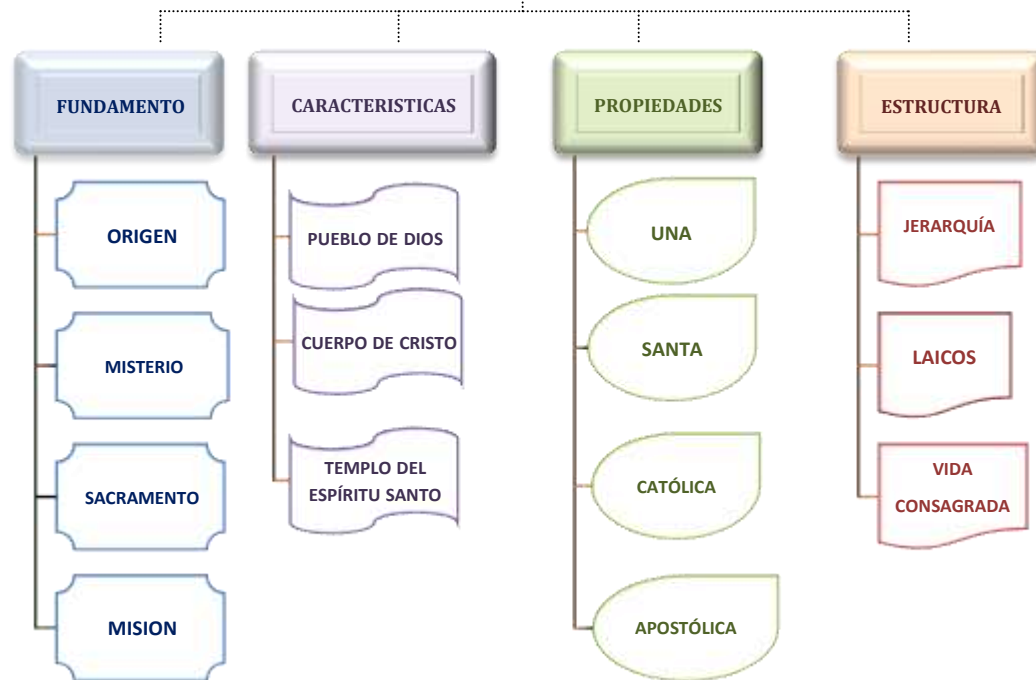 FUNDAMENTO
CARACTERISTICAS
PROPIEDADES
ESTRUCTURA
ORIGEN
MISTERIO
SACRAMENTO
MISION
PUEBLO DE DIOS
CUERPO DE CRISTO
TEMPLO DEL
ESPÍRITU SANTO
UNA
SANTA
CATÓLICA
APOSTÓLICA
JERARQUÍA
LAICOS
VIDA
CONSAGRADA